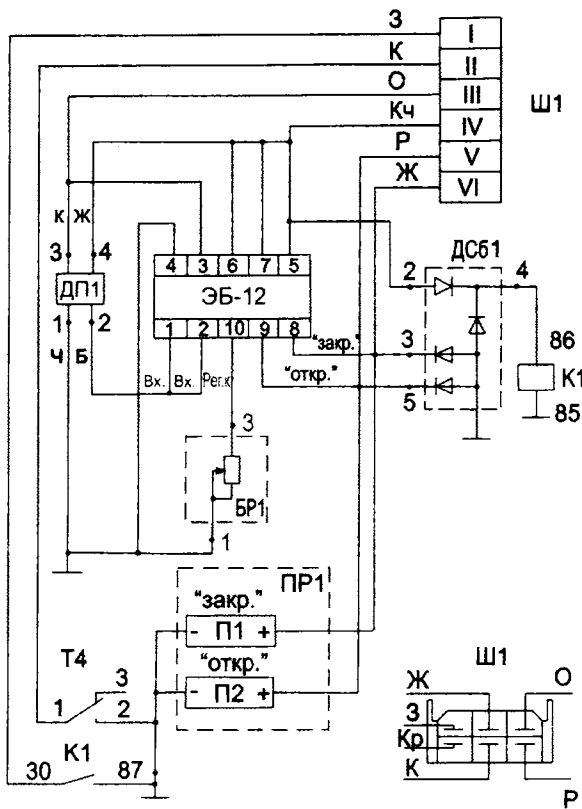 З I
К II
О III
Кч IV
Р V
Ж VI
Ш1
К Ж
3 4
ДП1
1 2
Ч Б
4 3 6 7 5
ЭБ-12
1 2 10 9 8
Вх. Вх. Рег.к
"закр."
"откр."
ДСб1
2 4
3
5
86
К1
85
3
БР1
1
ПР1
"закр."
- П1 +
"откр."
- П2 +
Т4
3
1 2
К1
30 87
Ш1
Ж О
З
Кр
К
Р